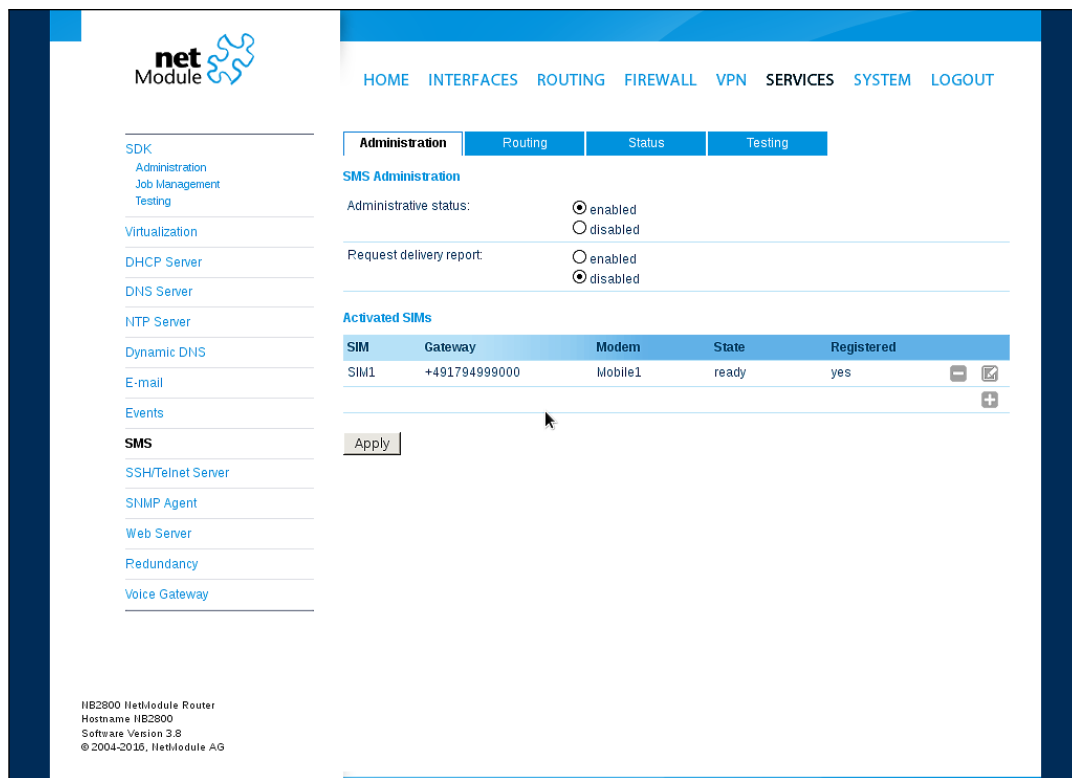 net
Module
HOME INTERFACES ROUTING FIREWALL VPN SERVICES SYSTEM LOGOUT
SDK
Administration
Job Management
Testing
Virtualization
DHCP Server
DNS Server
NTP Server
Dynamic DNS
E-mail
Events
SMS
SSH/Telnet Server
SNMP Agent
Web Server
Redundancy
Voice Gateway
Administration Routing Status Testing
SMS Administration
Administrative status:
enabled
disabled
Request delivery report:
enabled
disabled
Activated SIMs
SIM Gateway Modem State Registered
SIM1 +491794999000 Mobile1 ready yes
Apply
NB2800 NetModule Router
Hostname NB2800
Software Version 3.8
© 2004-2016, NetModule AG